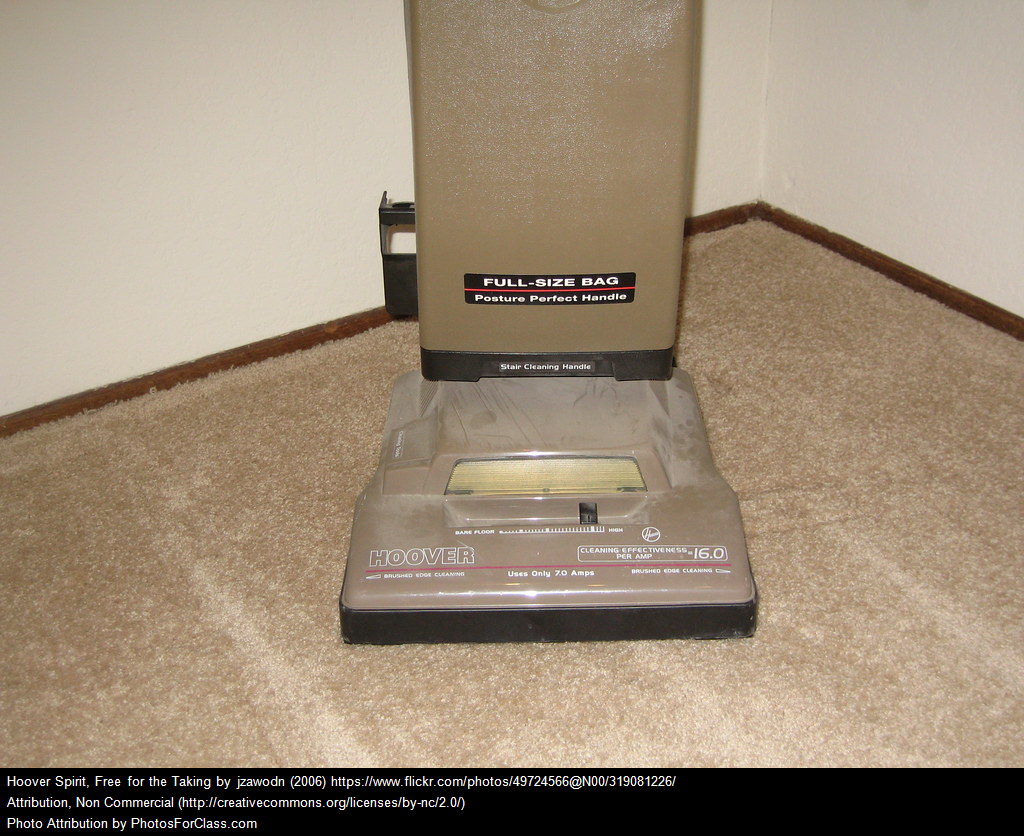 FULL-SIZE BAG
Posture Perfect Handle
Stair Cleaning Handle
BARE FLOOR
HIGH
HOOVER
CLEANING EFFECTIVENESS
PER AMP
=16.0
BRUSHED EDGE CLEANING
Uses Only 7.0 Amps
BRUSHED EDGE CLEANING
Hoover Spirit, Free for the Taking by jzawodn (2006) https://www.flickr.com/photos/49724566@N00/319081226/
Attribution, Non Commercial (http://creativecommons.org/licenses/by-nc/2.0/)
Photo Attribution by PhotosForClass.com